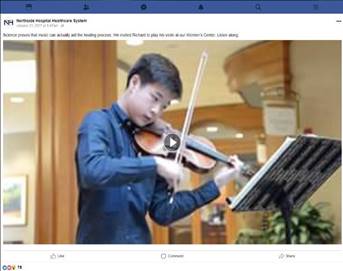 NH Northside Hospital Healthcare System
Science proves that music can actually aid the healing process. We invited Richard to play his violin at our Women's Center. Listen along.
Like Comment Share